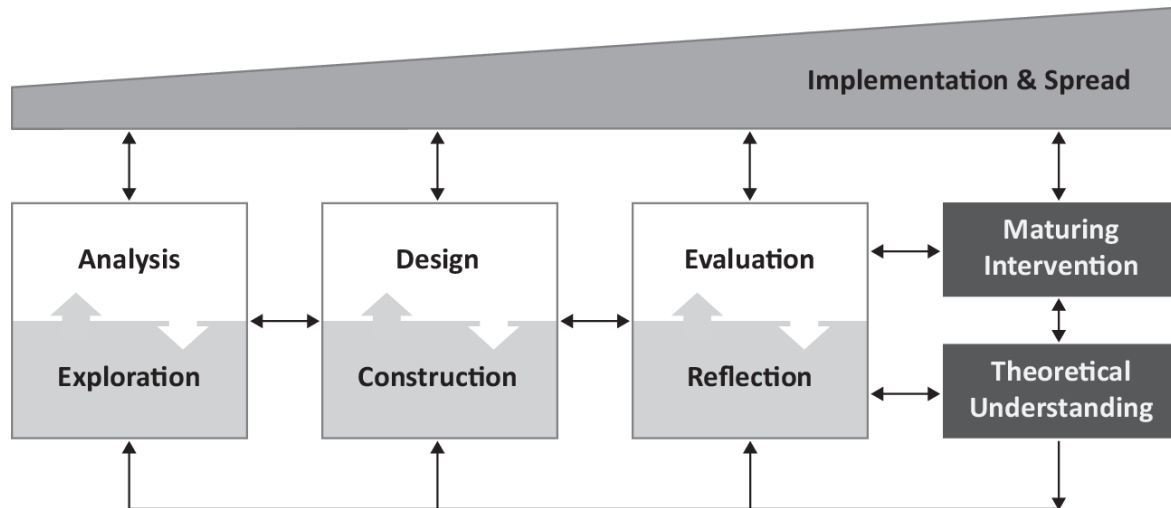 Implementation & Spread
Analysis
Exploration
Design
Construction
Evaluation
Reflection
Maturing
Intervention
Theoretical
Understanding